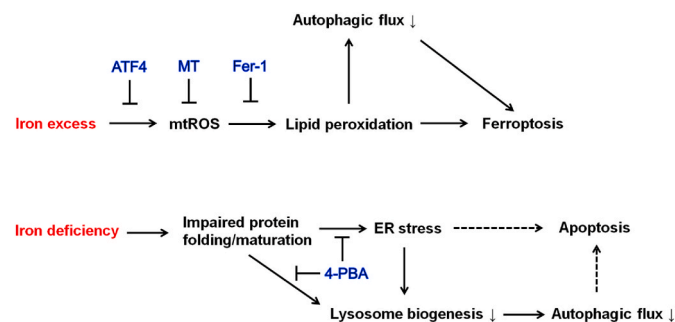 Autophagic flux ↓
ATF4 MT Fer-1
Iron excess mtROS Lipid peroxidation Ferroptosis
Iron deficiency Impaired protein folding/maturation ER stress Apoptosis
4-PBA
Lysosome biogenesis ↓ Autophagic flux ↓